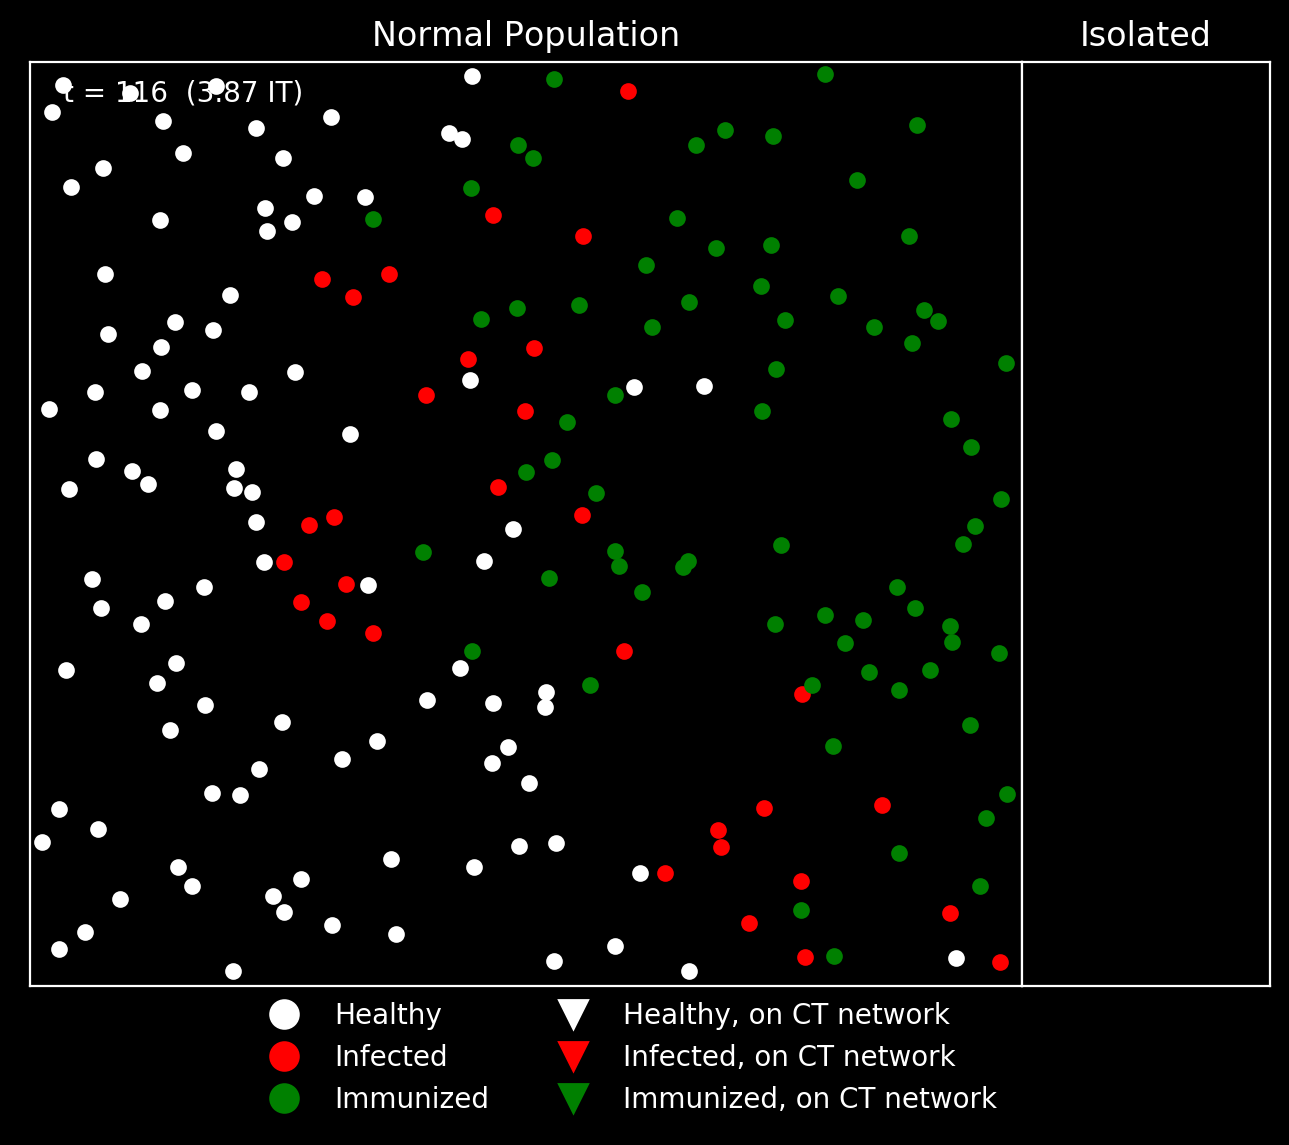 Normal Population
Isolated
t = 116 (3.87 IT)
Healthy
Infected
Immunized
Healthy, on CT network
Infected, on CT network
Immunized, on CT network